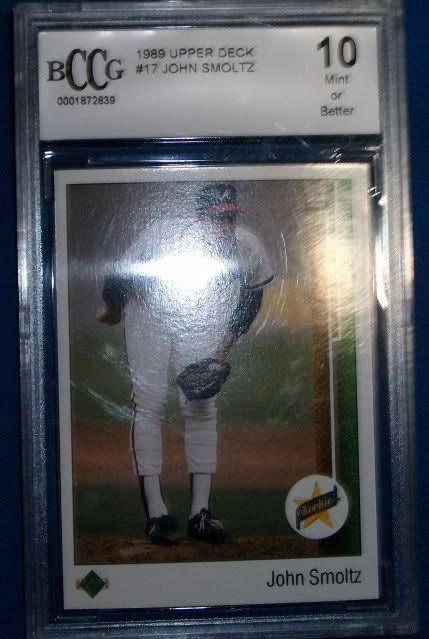 BCCG
0001872839
1989 UPPER DECK
#17 JOHN SMOLTZ
10
Mint
or
Better
Rookie
John Smoltz